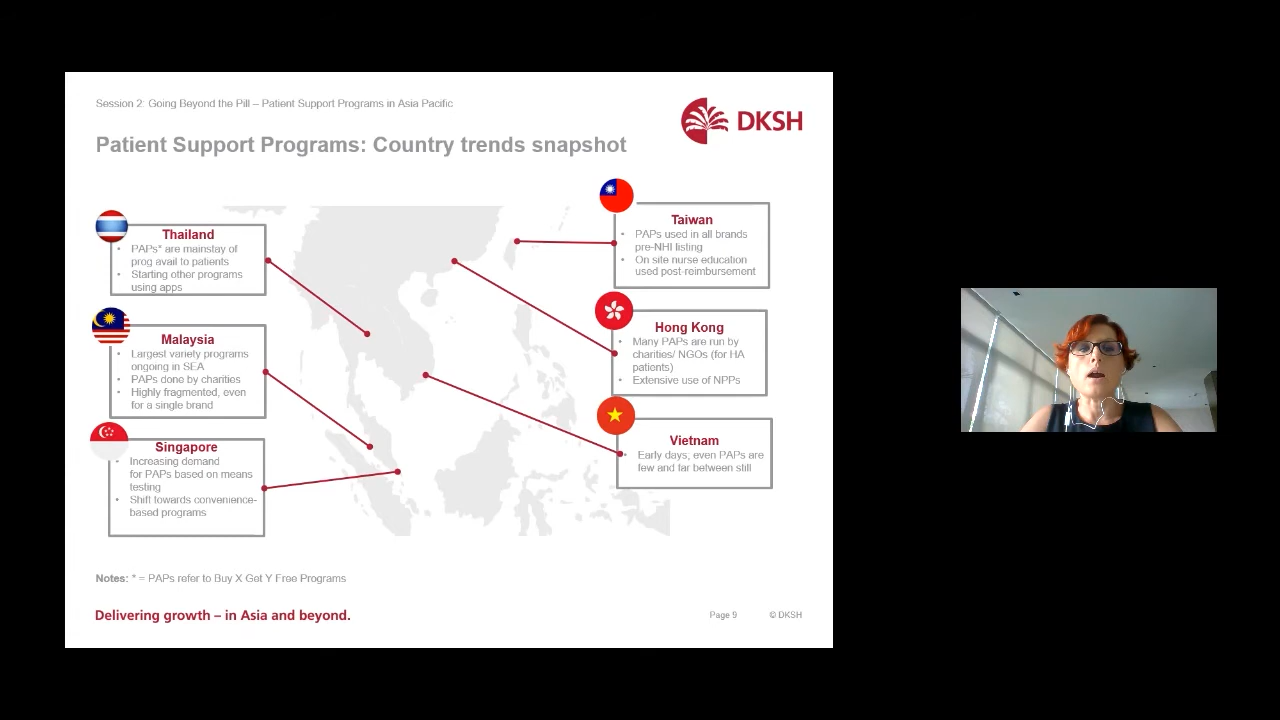 Session 2: Going Beyond the Pill – Patient Support Programs in Asia Pacific
DKSH
Patient Support Programs: Country trends snapshot
Thailand
• PAPs* are mainstay of
prog avail to patients
• Starting other programs
using apps
Malaysia
• Largest variety programs
ongoing in SEA
• PAPs done by charities
• Highly fragmented, even
for a single brand
Singapore
• Increasing demand
for PAPs based on means
testing
• Shift towards convenience-
based programs
Taiwan
• PAPs used in all brands
pre-NHI listing
• On site nurse education
used post-reimbursement
Hong Kong
• Many PAPs are run by
charities/ NGOs (for HA
patients)
• Extensive use of NPPs
Vietnam
• Early days; even PAPs are
few and far between still
Notes: * = PAPs refer to Buy X Get Y Free Programs
Delivering growth – in Asia and beyond.
Page 9
© DKSH